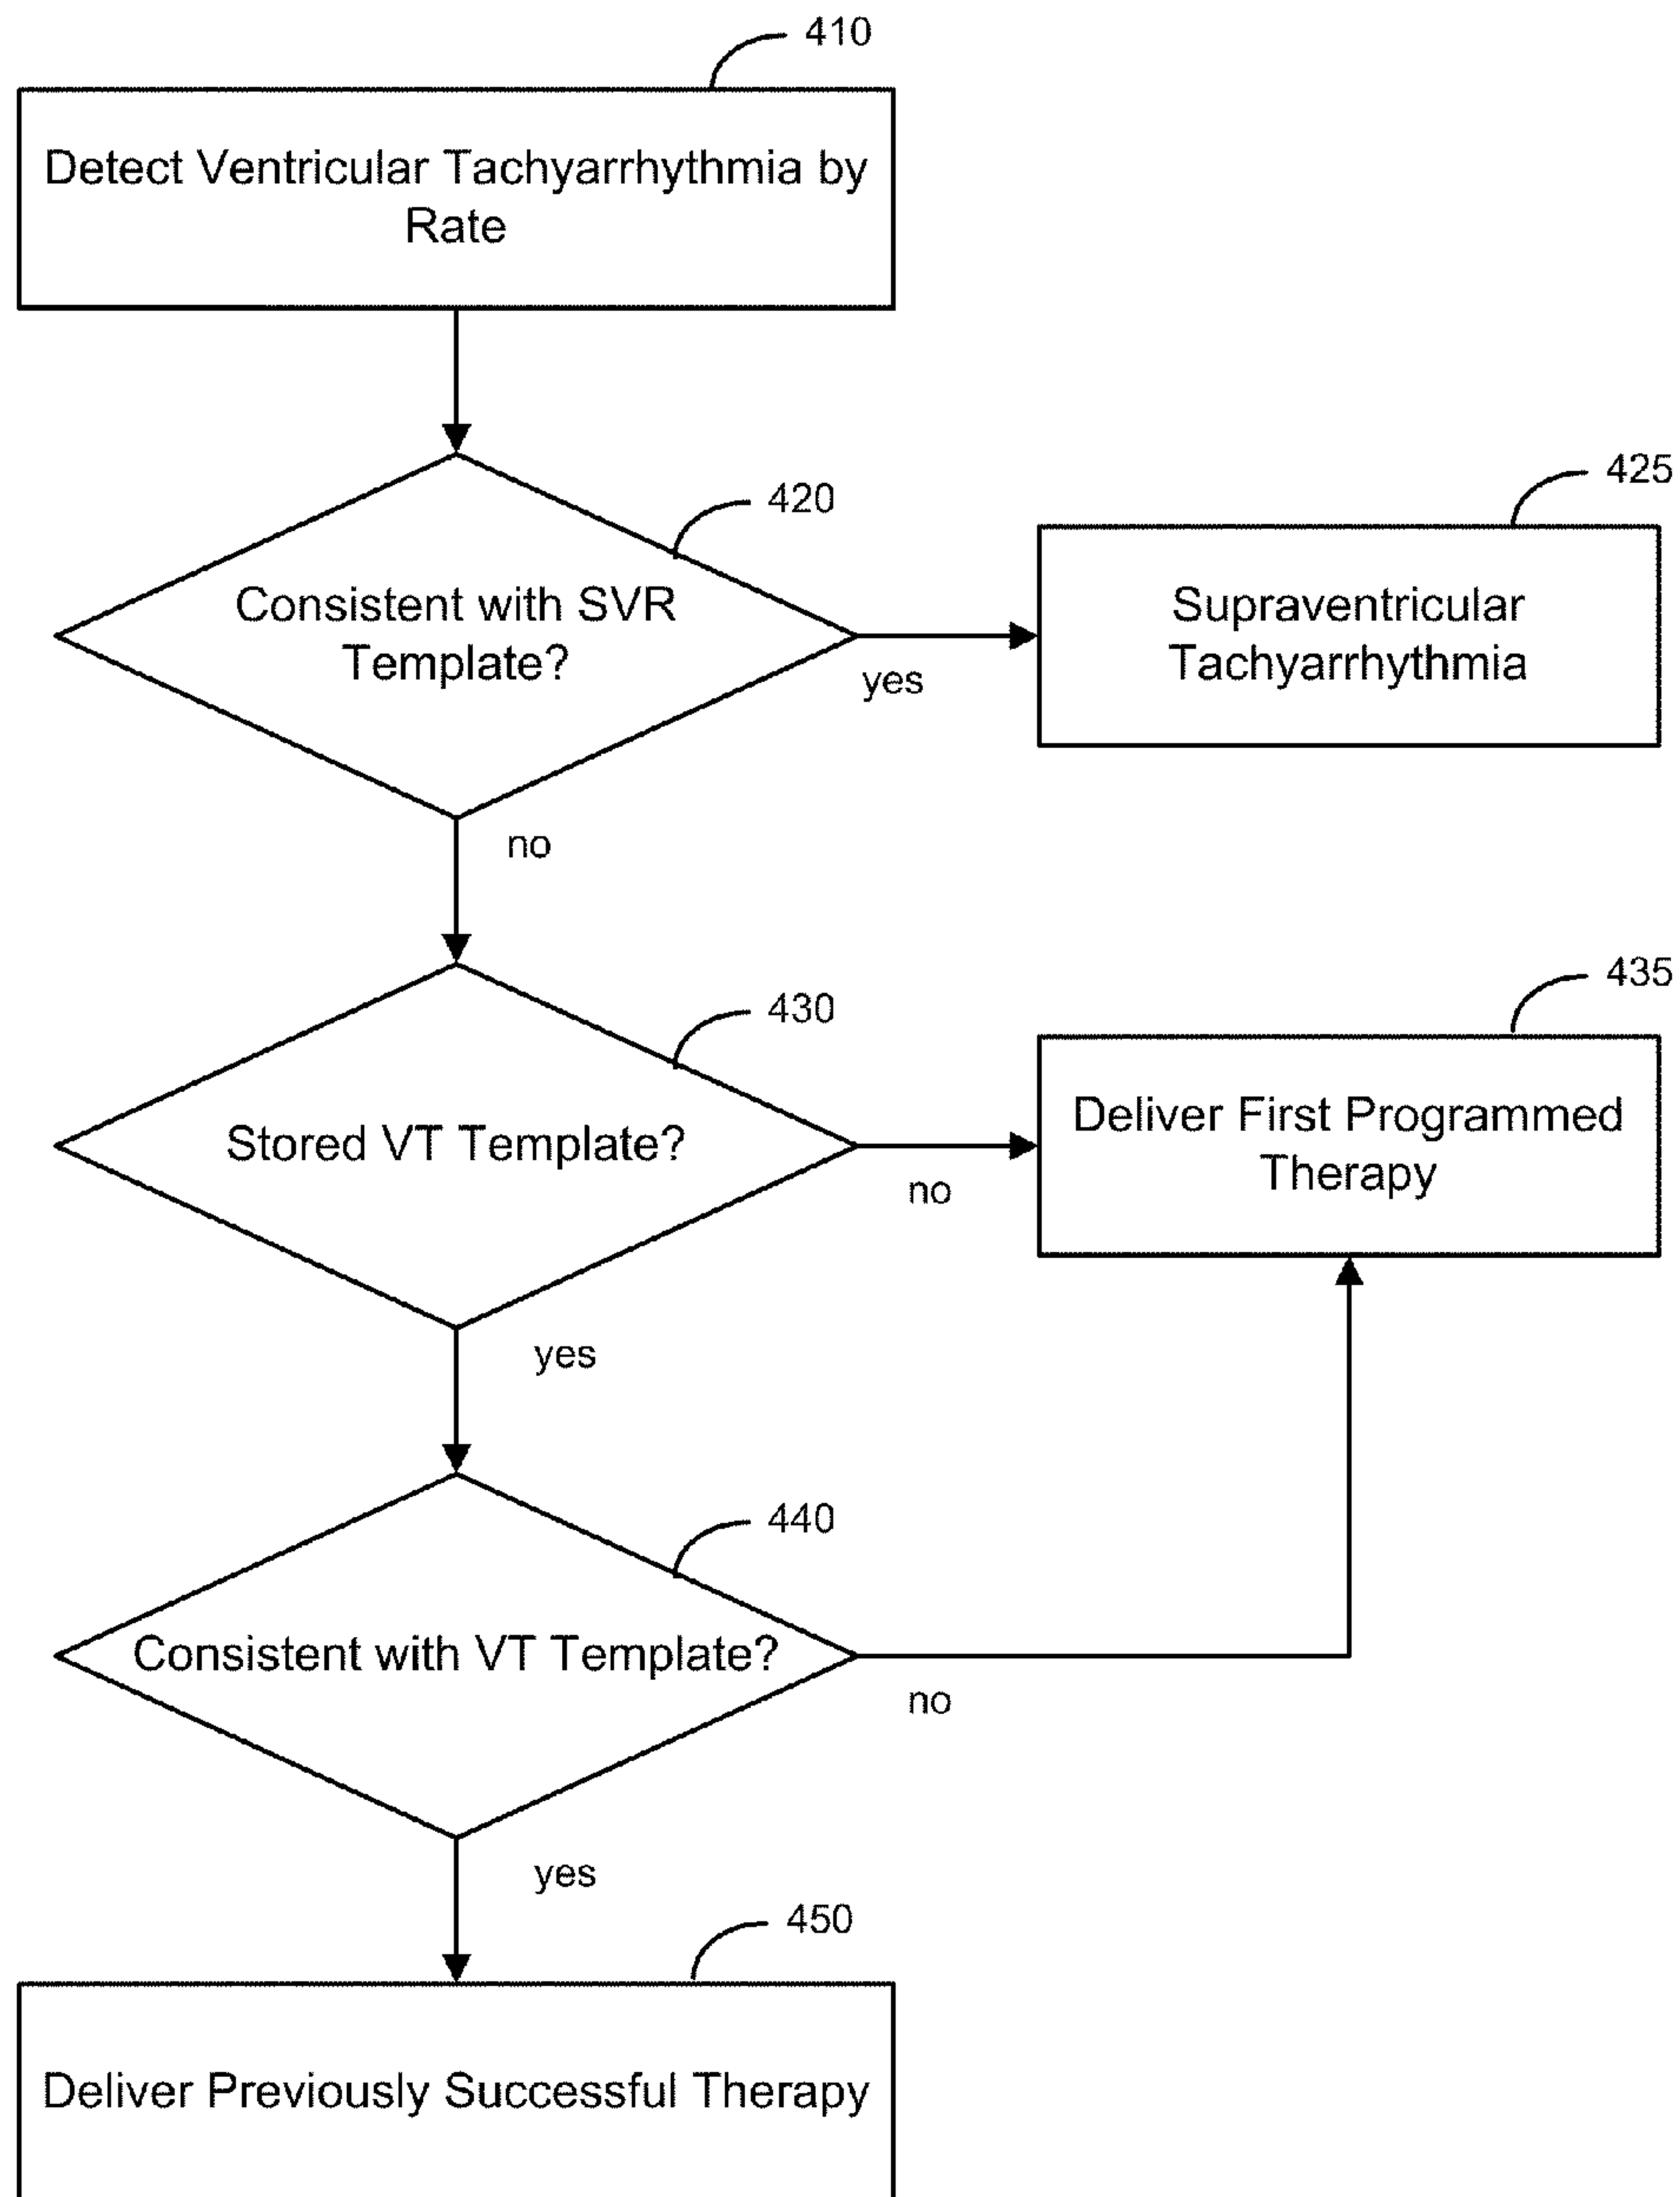 410
Detect Ventricular Tachyarrhythmia by
Rate
420
Consistent with SVR
Template?
yes
no
425
Supraventricular
Tachyarrhythmia
430
Stored VT Template?
no
yes
435
Deliver First Programmed
Therapy
440
Consistent with VT Template?
no
yes
450
Deliver Previously Successful Therapy